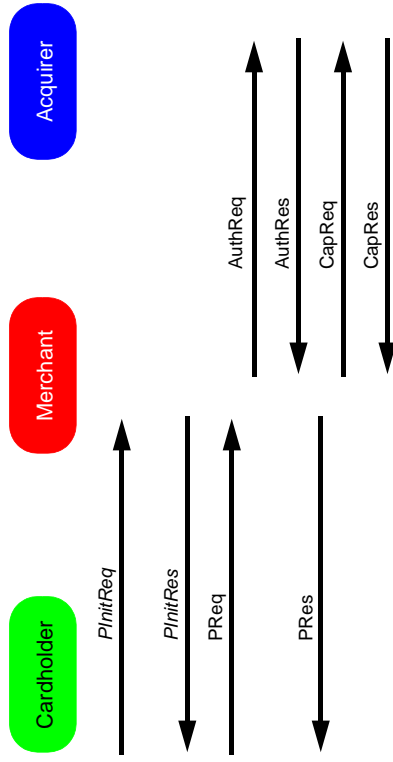 Cardholder
Merchant
Acquirer
PInitReq
PInitRes
PReq
AuthReq
AuthRes
PRes
CapReq
CapRes